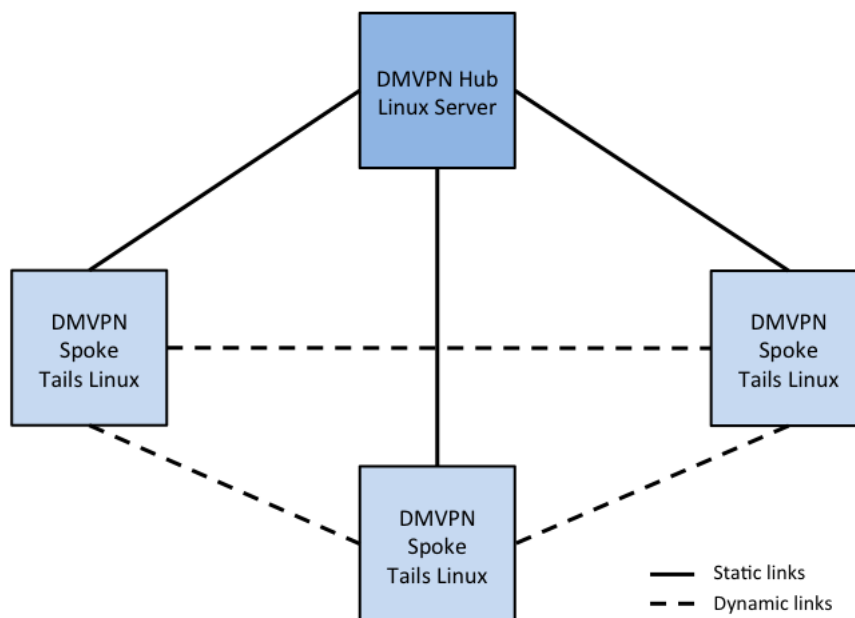 DMVPN Hub
Linux Server
DMVPN
Spoke
Tails Linux
DMVPN
Spoke
Tails Linux
DMVPN
Spoke
Tails Linux
Static links
Dynamic links